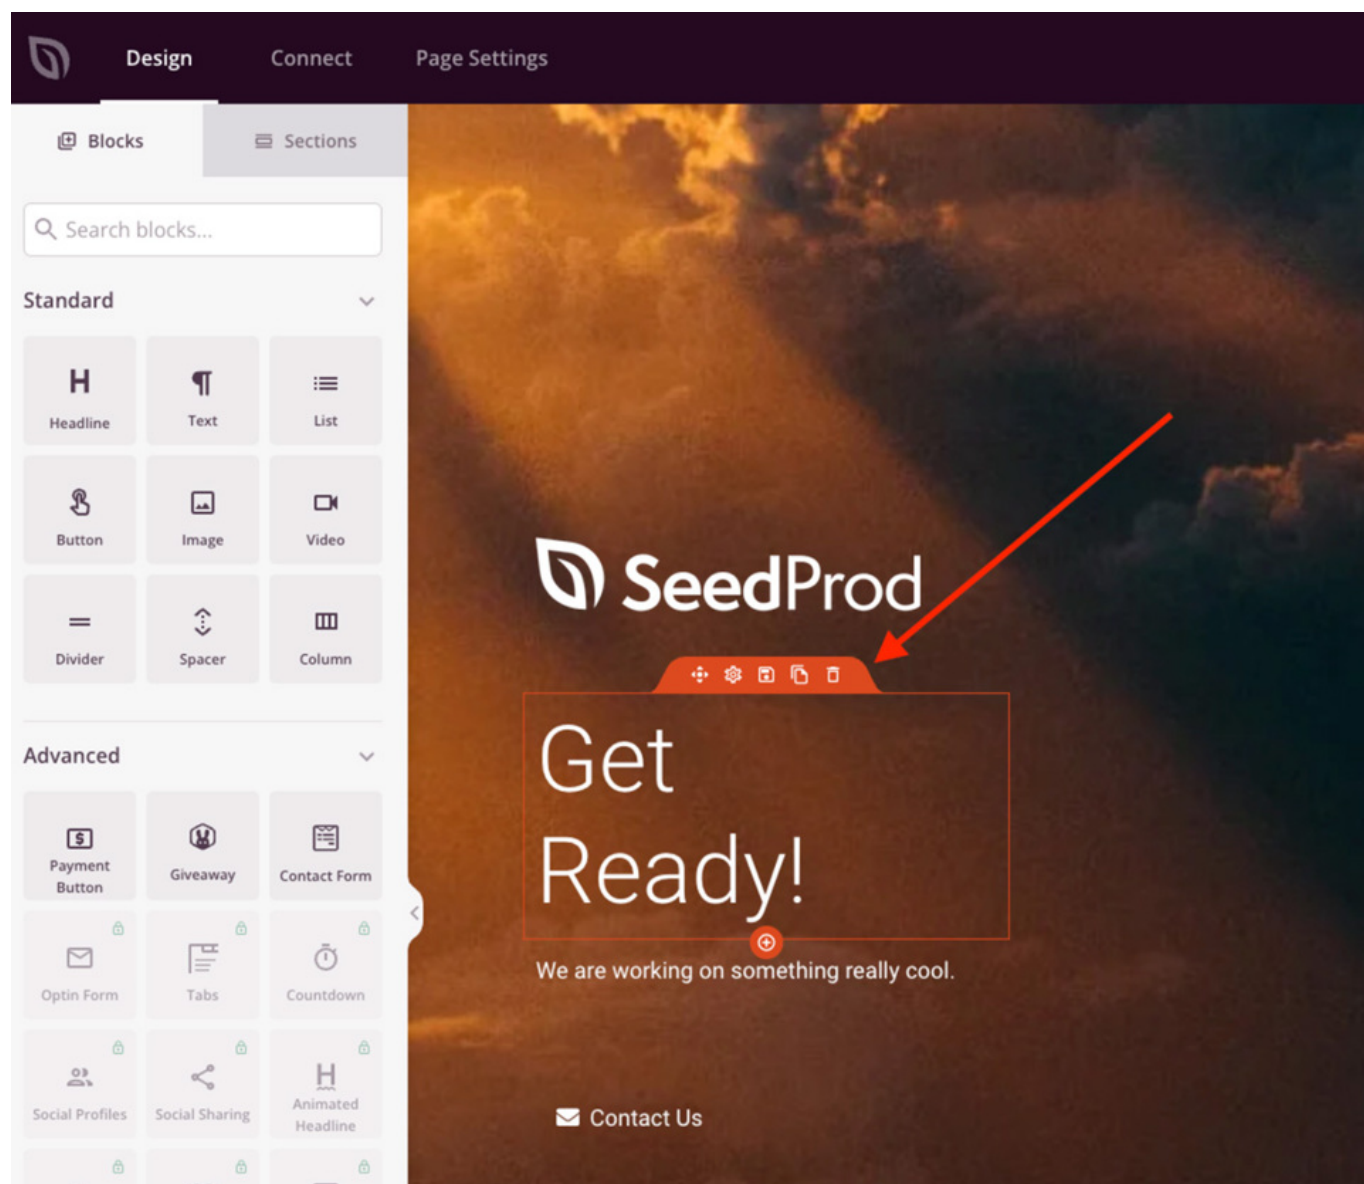 Design Connect Page Settings
Blocks Sections
Search blocks...
Standard
Headline Text List
Button Image Video
Divider Spacer Column
Advanced
Payment
Button
Giveaway
Contact Form
Optin Form Tabs Countdown
Social Profiles Social Sharing
Animated
Headline
SeedProd
Get
Ready!
We are working on something really cool.
Contact Us